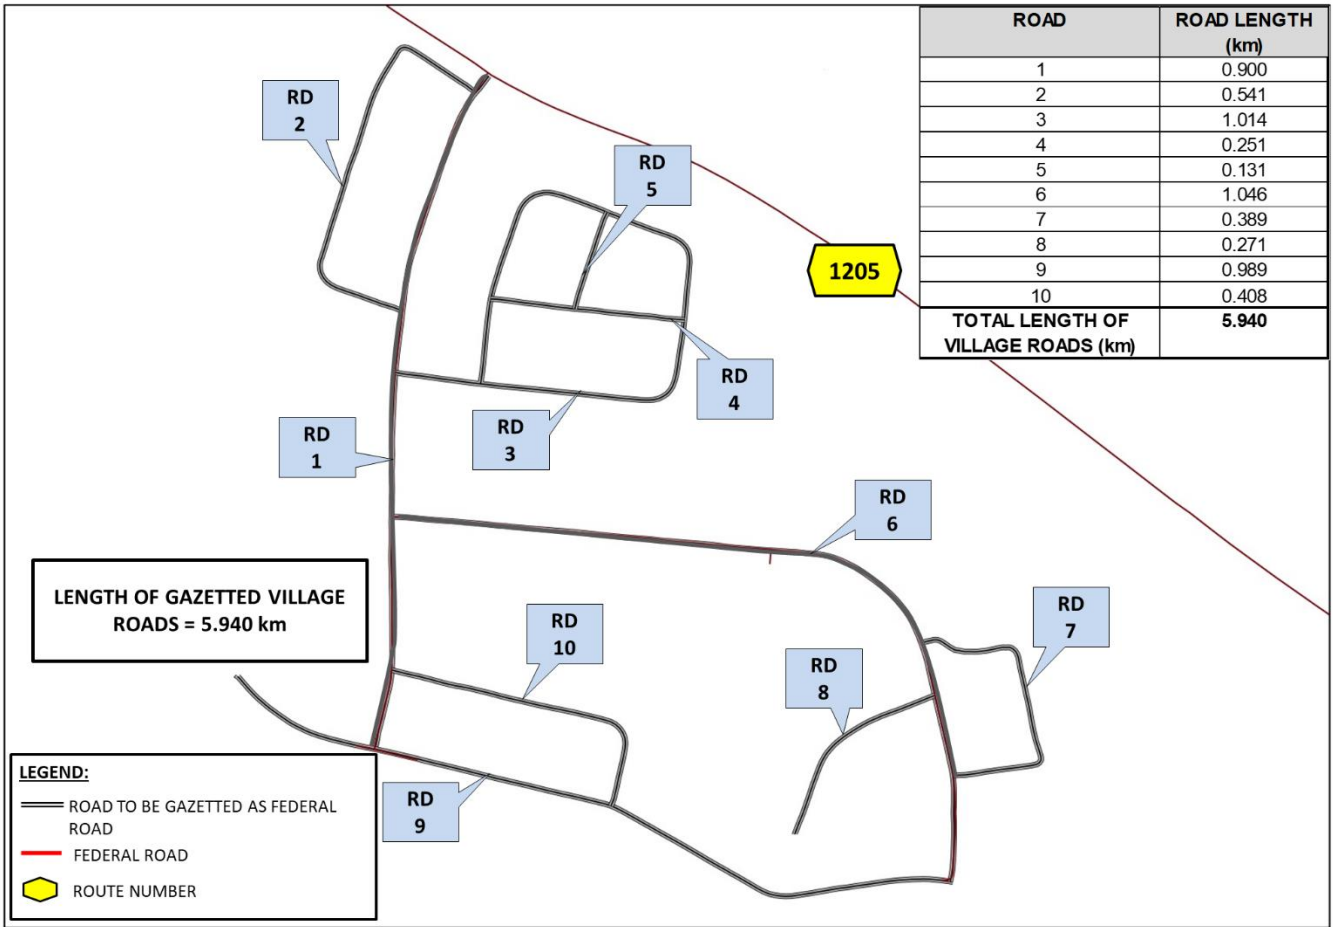 ROAD ROAD LENGTH
(km)
1 0.900
2 0.541
3 1.014
4 0.251
5 0.131
6 1.046
7 0.389
8 0.271
9 0.989
10 0.408
TOTAL LENGTH OF 5.940
VILLAGE ROADS (km)
RD
2
RD
5
1205
RD
4
RD
3
RD
1
RD
6
LENGTH OF GAZETTED VILLAGE
ROADS = 5.940 km
RD
10
RD
7
RD
8
RD
9
LEGEND:
ROAD TO BE GAZETTED AS FEDERAL
ROAD
FEDERAL ROAD
ROUTE NUMBER